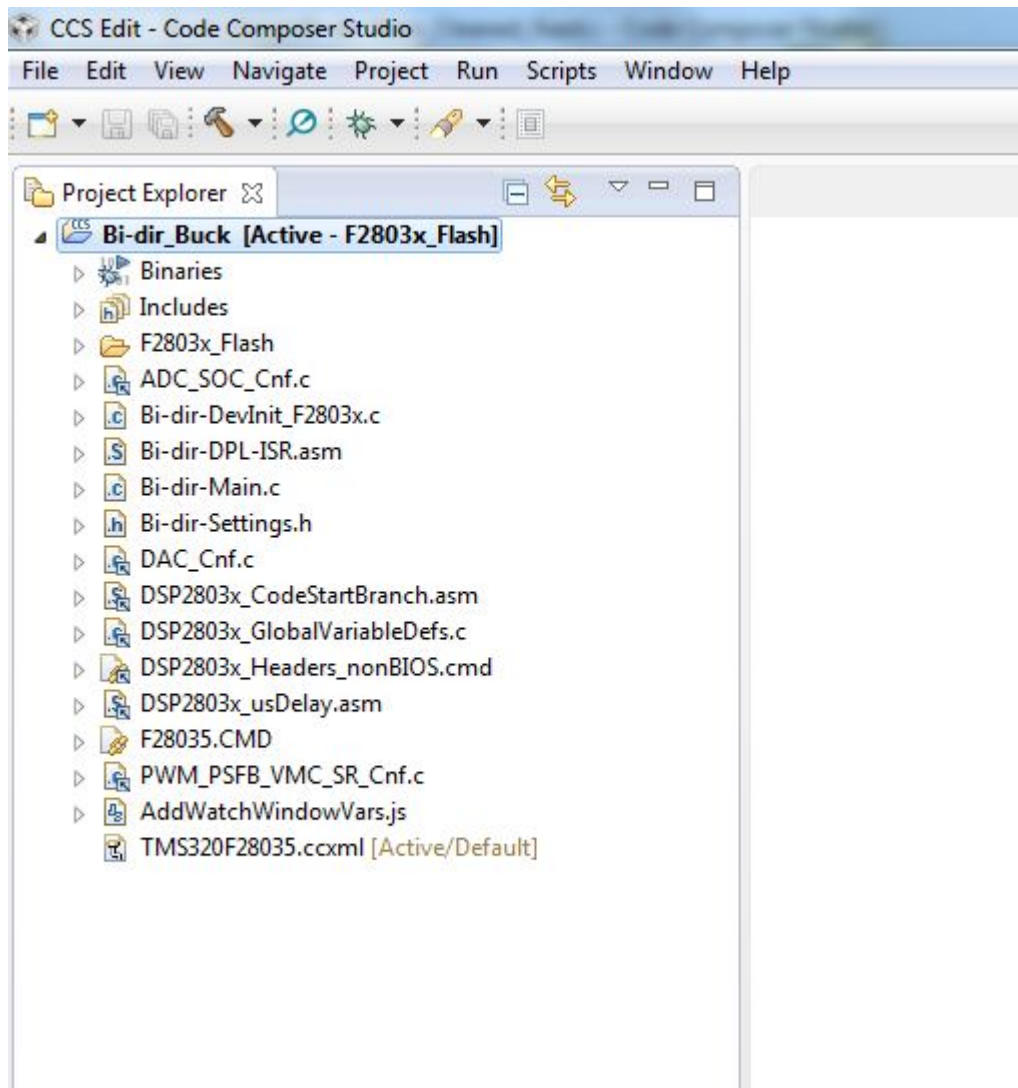 CCS Edit - Code Composer Studio
File Edit View Navigate Project Run Scripts Window Help
Project Explorer
Bi-dir_Buck [Active - F2803x_Flash]
Binaries
Includes
F2803x_Flash
ADC_SOC_Cnf.c
Bi-dir-DevInit_F2803x.c
Bi-dir-DPL-ISR.asm
Bi-dir-Main.c
Bi-dir-Settings.h
DAC_Cnf.c
DSP2803x_CodeStartBranch.asm
DSP2803x_GlobalVariableDefs.c
DSP2803x_Headers_nonBIOS.cmd
DSP2803x_usDelay.asm
F28035.CMD
PWM_PSFB_VMC_SR_Cnf.c
AddWatchWindowVars.js
TMS320F28035.ccxml [Active/Default]